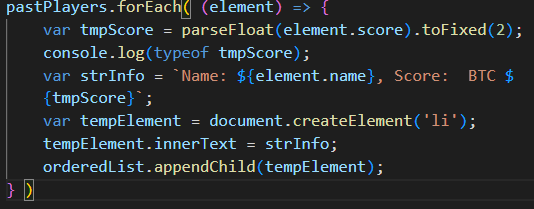 pastPlayers.forEach( (element) => {
    var tmpScore = parseFloat(element.score).toFixed(2);
    console.log(typeof tmpScore);
    var strInfo = `Name: ${element.name}, Score:  BTC $
    {tmpScore}`;
    var tempElement = document.createElement('li');
    tempElement.innerText = strInfo;
    orderedList.appendChild(tempElement);
} )